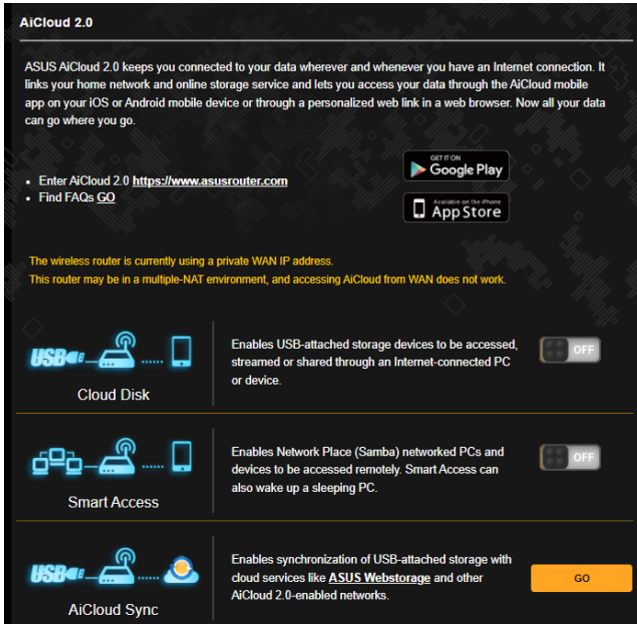 AiCloud 2.0
ASUS AiCloud 2.0 keeps you connected to your data wherever and whenever you have an Internet connection. It
links your home network and online storage service and lets you access your data through the AiCloud mobile
app on your iOS or Android mobile device or through a personalized web link in a web browser. Now all your data
can go where you go.
GET IT ON
Google Play
• Enter AiCloud 2.0 https://www.asusrouter.com
• Find FAQs GO
Available on the iPhone
App Store
The wireless router is currently using a private WAN IP address.
This router may be in a multiple-NAT environment, and accessing AiCloud from WAN does not work.
USB
Cloud Disk
Enables USB-attached storage devices to be accessed,
streamed or shared through an Internet-connected PC
or device.
OFF
Smart Access
Enables Network Place (Samba) networked PCs and
devices to be accessed remotely. Smart Access can
also wake up a sleeping PC.
OFF
USB
AiCloud Sync
Enables synchronization of USB-attached storage with
cloud services like ASUS Webstorage and other
AiCloud 2.0-enabled networks.
GO